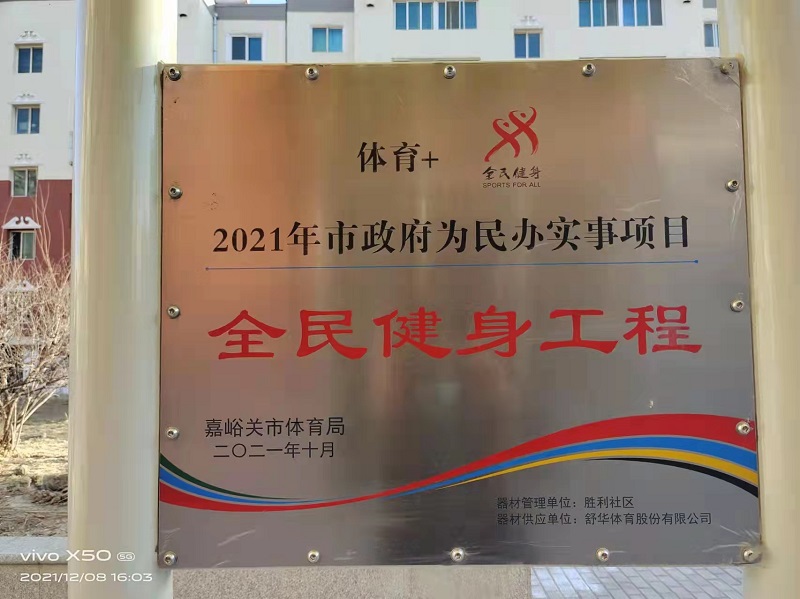 体育+
全民健身
SPORTS FOR ALL
2021年市政府为民办实事项目
全民健身工程
嘉峪关市体育局
二〇二一年十月
器材管理单位：胜利社区
器材供应单位：舒华体育股份有限公司
vivo X50 5G
2021/12/08 16:03